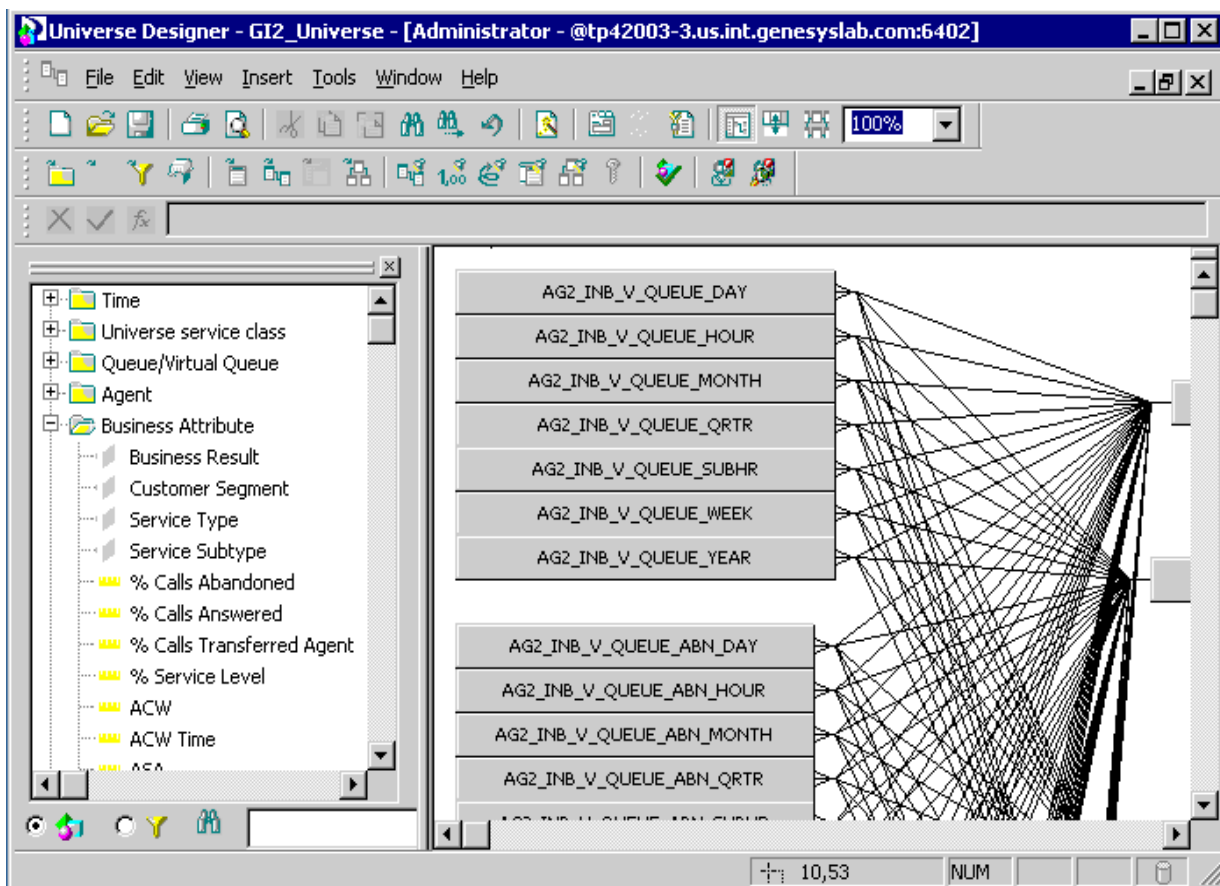 Universe Designer - GI2_Universe - [Administrator - @tp42003-3.us.int.genesyslab.com:6402]
File Edit View Insert Tools Window Help
100%
1,00
fx
Time
Universe service class
Queue/Virtual Queue
Agent
Business Attribute
Business Result
Customer Segment
Service Type
Service Subtype
% Calls Abandoned
% Calls Answered
% Calls Transferred Agent
% Service Level
ACW
ACW Time
AG2_INB_V_QUEUE_DAY
AG2_INB_V_QUEUE_HOUR
AG2_INB_V_QUEUE_MONTH
AG2_INB_V_QUEUE_QRTR
AG2_INB_V_QUEUE_SUBHR
AG2_INB_V_QUEUE_WEEK
AG2_INB_V_QUEUE_YEAR
AG2_INB_V_QUEUE_ABN_DAY
AG2_INB_V_QUEUE_ABN_HOUR
AG2_INB_V_QUEUE_ABN_MONTH
AG2_INB_V_QUEUE_ABN_QRTR
10,53 NUM